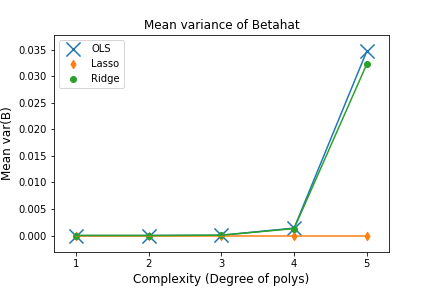 Mean variance of Betahat
OLS
Lasso
Ridge
Mean var(B)
0.035
0.030
0.025
0.020
0.015
0.010
0.005
0.000
1 2 3 4 5
Complexity (Degree of polys)